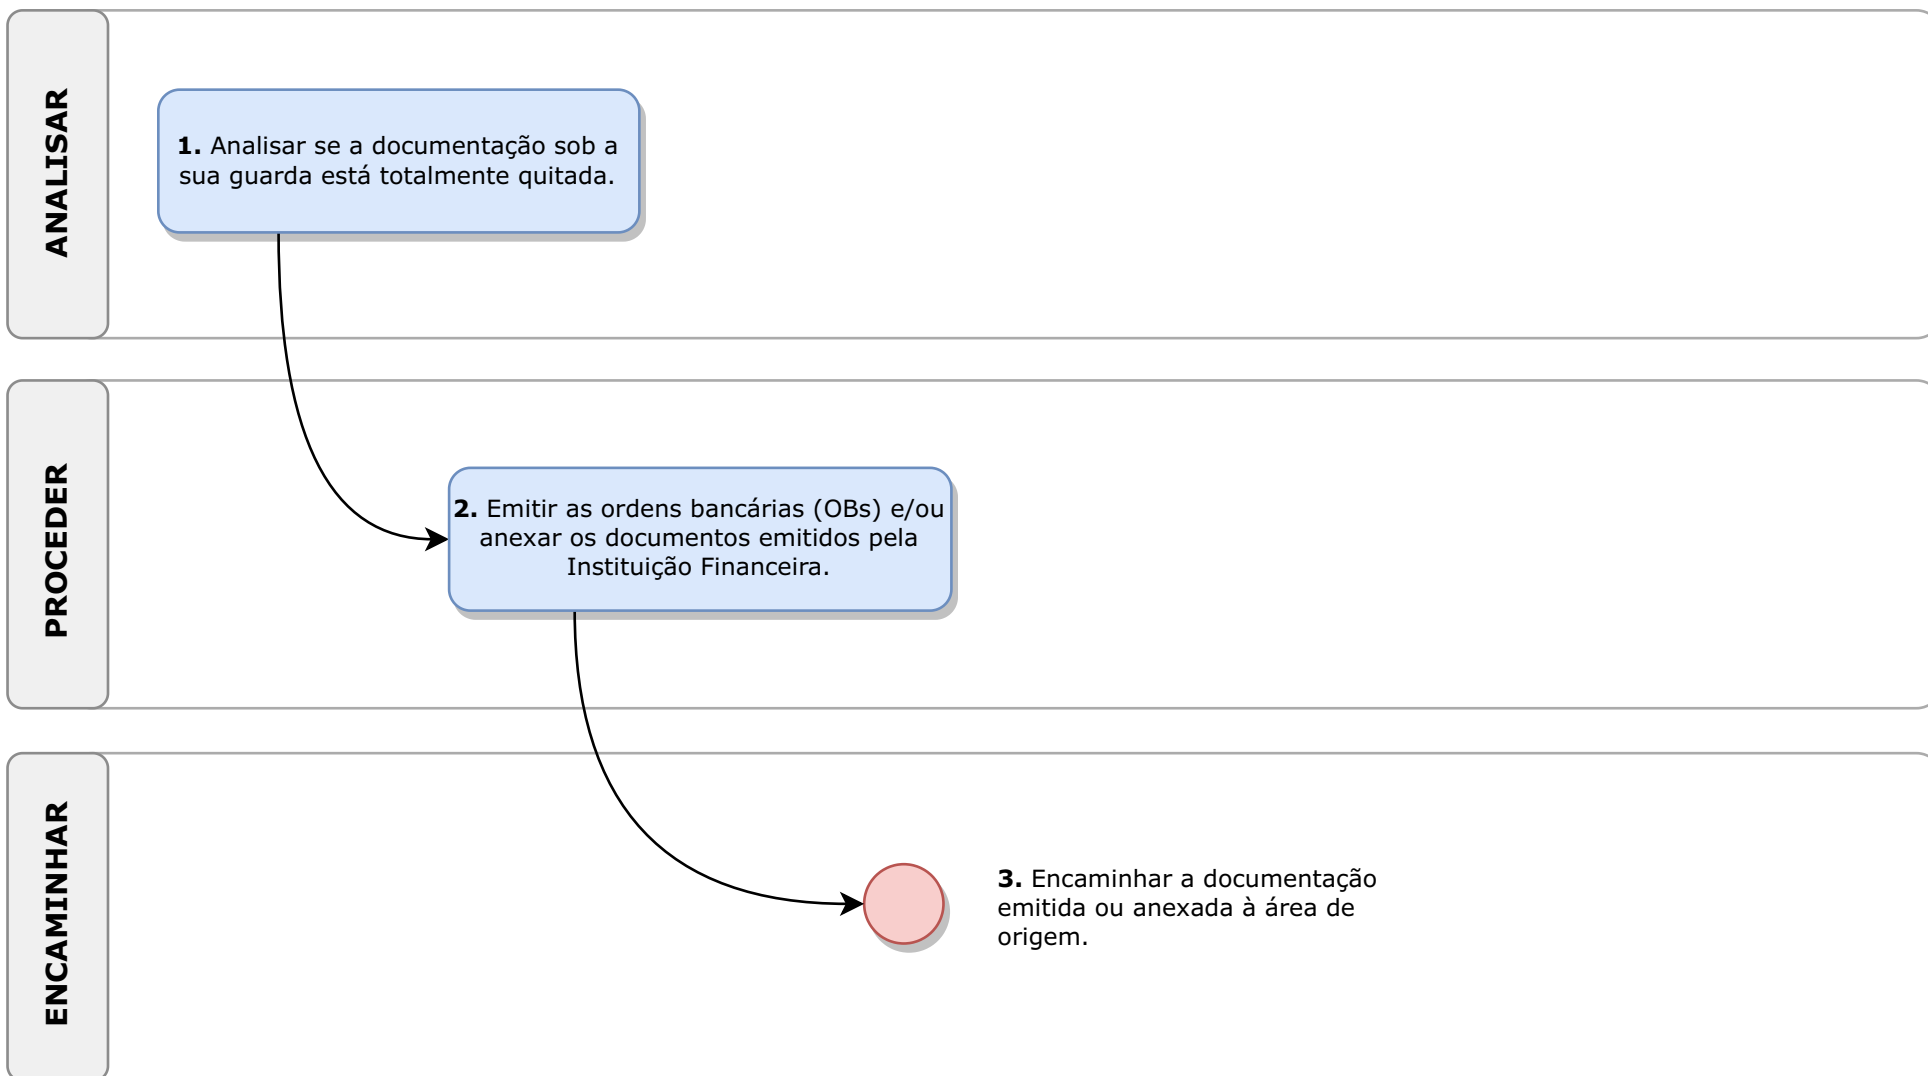 ANALISAR
1. Analisar se a documentação sob a
sua guarda está totalmente quitada.
PROCEDER
2. Emitir as ordens bancárias (OBs) e/ou
anexar os documentos emitidos pela
Instituição Financeira.
ENCAMINHAR
3. Encaminhar a documentação
emitida ou anexada à área de
origem.